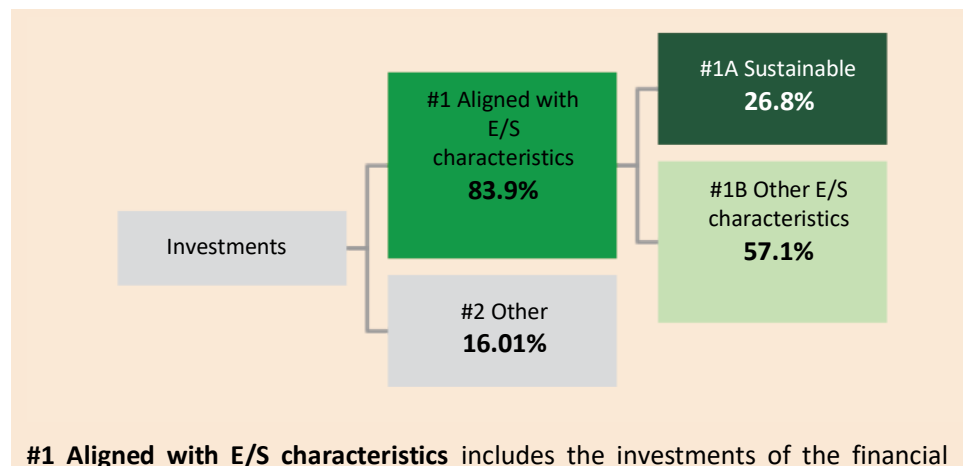 #1A Sustainable
26.8%
#1 Aligned with
E/S
characteristics
83.9%
#1B Other E/S
characteristics
57.1%
Investments
#2 Other
16.01%
#1 Aligned with E/S characteristics includes the investments of the financial